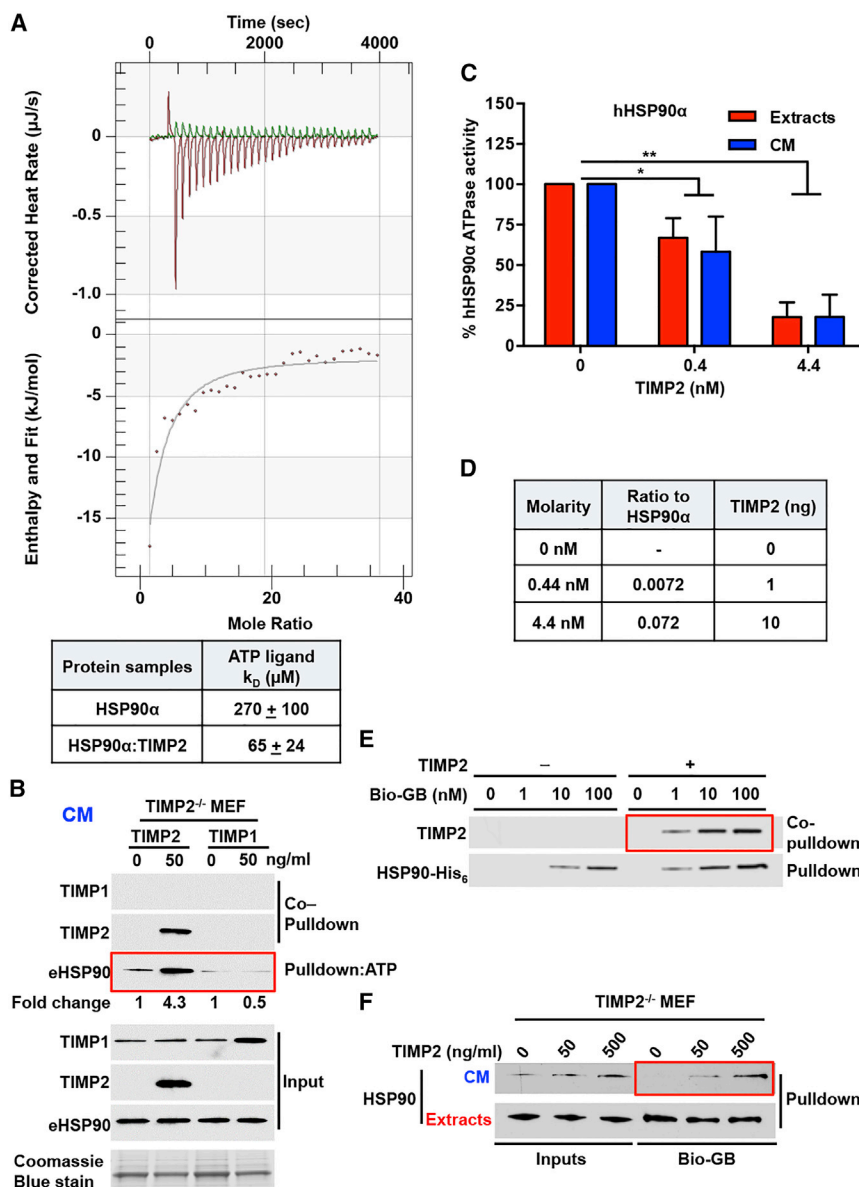 A
Time (sec)
0 2000 4000
Corrected Heat Rate (µJ/s)
0
-0.5
-1.0
Enthalpy and Fit (kJ/mol)
0
-5
-10
-15
0 20 40
Mole Ratio
Protein samples ATP ligand kD (µM)
HSP90α 270 ± 100
HSP90α:TIMP2 65 ± 24
B
CM
TIMP2-/- MEF
TIMP2 TIMP1
0 50 0 50 ng/ml
TIMP1
TIMP2
Co–
Pulldown
eHSP90 Pulldown:ATP
Fold change 1 4.3 1 0.5
TIMP1
TIMP2
eHSP90
Input
Coomassie
Blue stain
C
hHSP90α
Extracts
CM
**
*
% hHSP90α ATPase activity
150
125
100
75
50
25
0
0 0.4 4.4
TIMP2 (nM)
D
Molarity Ratio to HSP90α TIMP2 (ng)
0 nM - 0
0.44 nM 0.0072 1
4.4 nM 0.072 10
E
TIMP2 – +
Bio-GB (nM) 0 1 10 100 0 1 10 100
TIMP2 Co-
pulldown
HSP90-His6 Pulldown
F
TIMP2-/- MEF
TIMP2 (ng/ml) 0 50 500 0 50 500
HSP90
CM
Extracts
Pulldown
Inputs Bio-GB